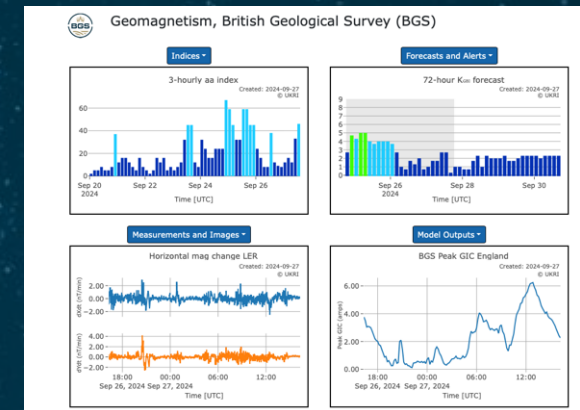 BGS
Geomagnetism, British Geological Survey (BGS)
Indices
Forecasts and Alerts
3-hourly aa index
Created: 2024-09-27
© UKRI
60
40
20
0
Sep 20
2024
Sep 22
Sep 24
Sep 26
Time [UTC]
72-hour K forecast
Created: 2024-09-27
© UKRI
9
8
7
6
5
4
3
2
1
0
Sep 26
2024
Sep 28
Sep 30
Time [UTC]
Measurements and Images
Model Outputs
Horizontal mag change LER
Created: 2024-09-27
© UKRI
dXdt [nT/min]
2.00
0.00
−2.00
4.00
2.00
0.00
−2.00
18:00
00:00
06:00
12:00
Sep 26, 2024
Sep 27, 2024
Time [UTC]
BGS Peak GIC England
Created: 2024-09-27
© UKRI
Peak GIC (amps)
6.00
4.00
2.00
0.00
18:00
00:00
06:00
12:00
Sep 26, 2024
Sep 27, 2024
Time [UTC]